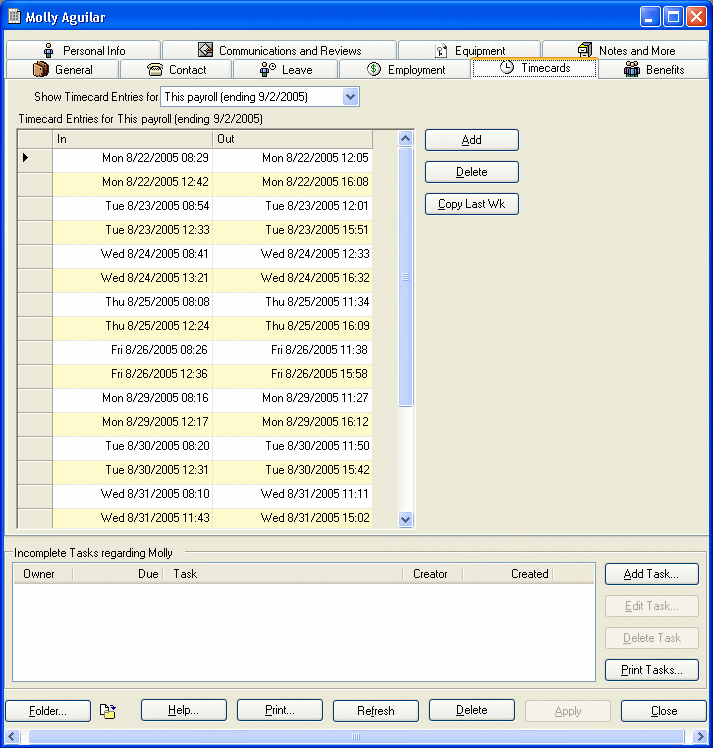 Molly Aguilar
Personal Info Communications and Reviews Equipment Notes and More
General Contact Leave Employment Timecards Benefits
Show Timecard Entries for This payroll (ending 9/2/2005)
Timecard Entries for This payroll (ending 9/2/2005)
In Out
Mon 8/22/2005 08:29 Mon 8/22/2005 12:05
Mon 8/22/2005 12:42 Mon 8/22/2005 16:08
Tue 8/23/2005 08:54 Tue 8/23/2005 12:01
Tue 8/23/2005 12:33 Tue 8/23/2005 15:51
Wed 8/24/2005 08:41 Wed 8/24/2005 12:33
Wed 8/24/2005 13:21 Wed 8/24/2005 16:32
Thu 8/25/2005 08:08 Thu 8/25/2005 11:34
Thu 8/25/2005 12:24 Thu 8/25/2005 16:09
Fri 8/26/2005 08:26 Fri 8/26/2005 11:38
Fri 8/26/2005 12:36 Fri 8/26/2005 15:58
Mon 8/29/2005 08:16 Mon 8/29/2005 11:27
Mon 8/29/2005 12:17 Mon 8/29/2005 16:12
Tue 8/30/2005 08:20 Tue 8/30/2005 11:50
Tue 8/30/2005 12:31 Tue 8/30/2005 15:42
Wed 8/31/2005 08:10 Wed 8/31/2005 11:11
Wed 8/31/2005 11:43 Wed 8/31/2005 15:02
Add
Delete
Copy Last Wk
Incomplete Tasks regarding Molly
Owner Due Task Creator Created
Add Task...
Edit Task...
Delete Task
Print Tasks...
Folder... Help... Print... Refresh Delete Apply Close